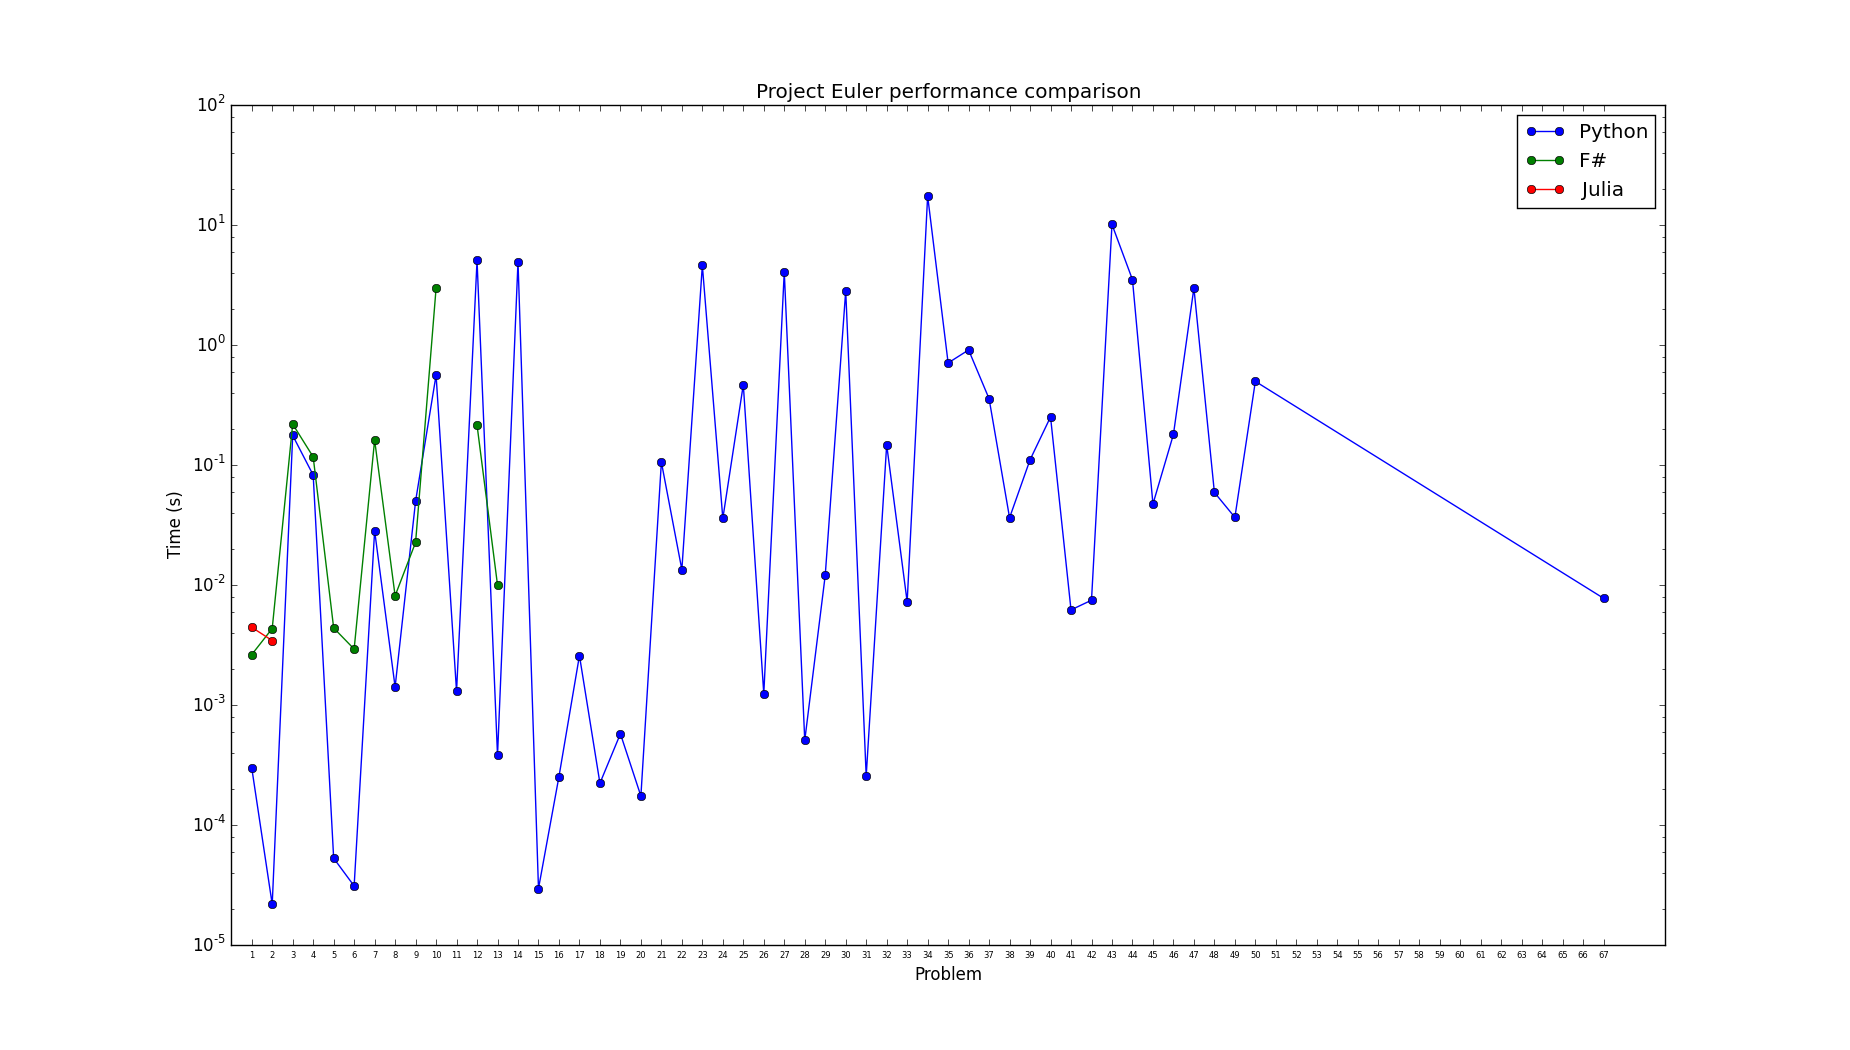 Project Euler performance comparison
10^2
10^1
10^0
10^-1
10^-2
10^-3
10^-4
10^-5
Time (s)
Python
F#
Julia
1 2 3 4 5 6 7 8 9 10 11 12 13 14 15 16 17 18 19 20 21 22 23 24 25 26 27 28 29 30 31 32 33 34 35 36 37 38 39 40 41 42 43 44 45 46 47 48 49 50 51 52 53 54 55 56 57 58 59 60 61 62 63 64 65 66 67
Problem